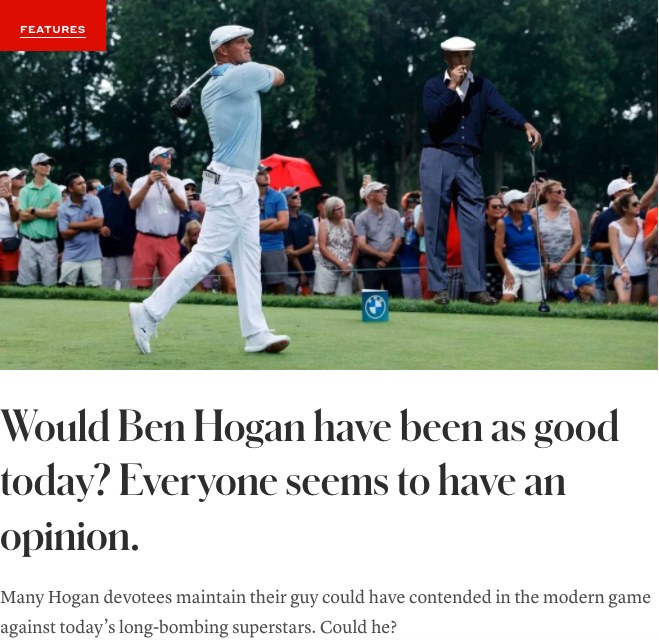 FEATURES
Would Ben Hogan have been as good
today? Everyone seems to have an
opinion.
Many Hogan devotees maintain their guy could have contended in the modern game
against today’s long-bombing superstars. Could he?